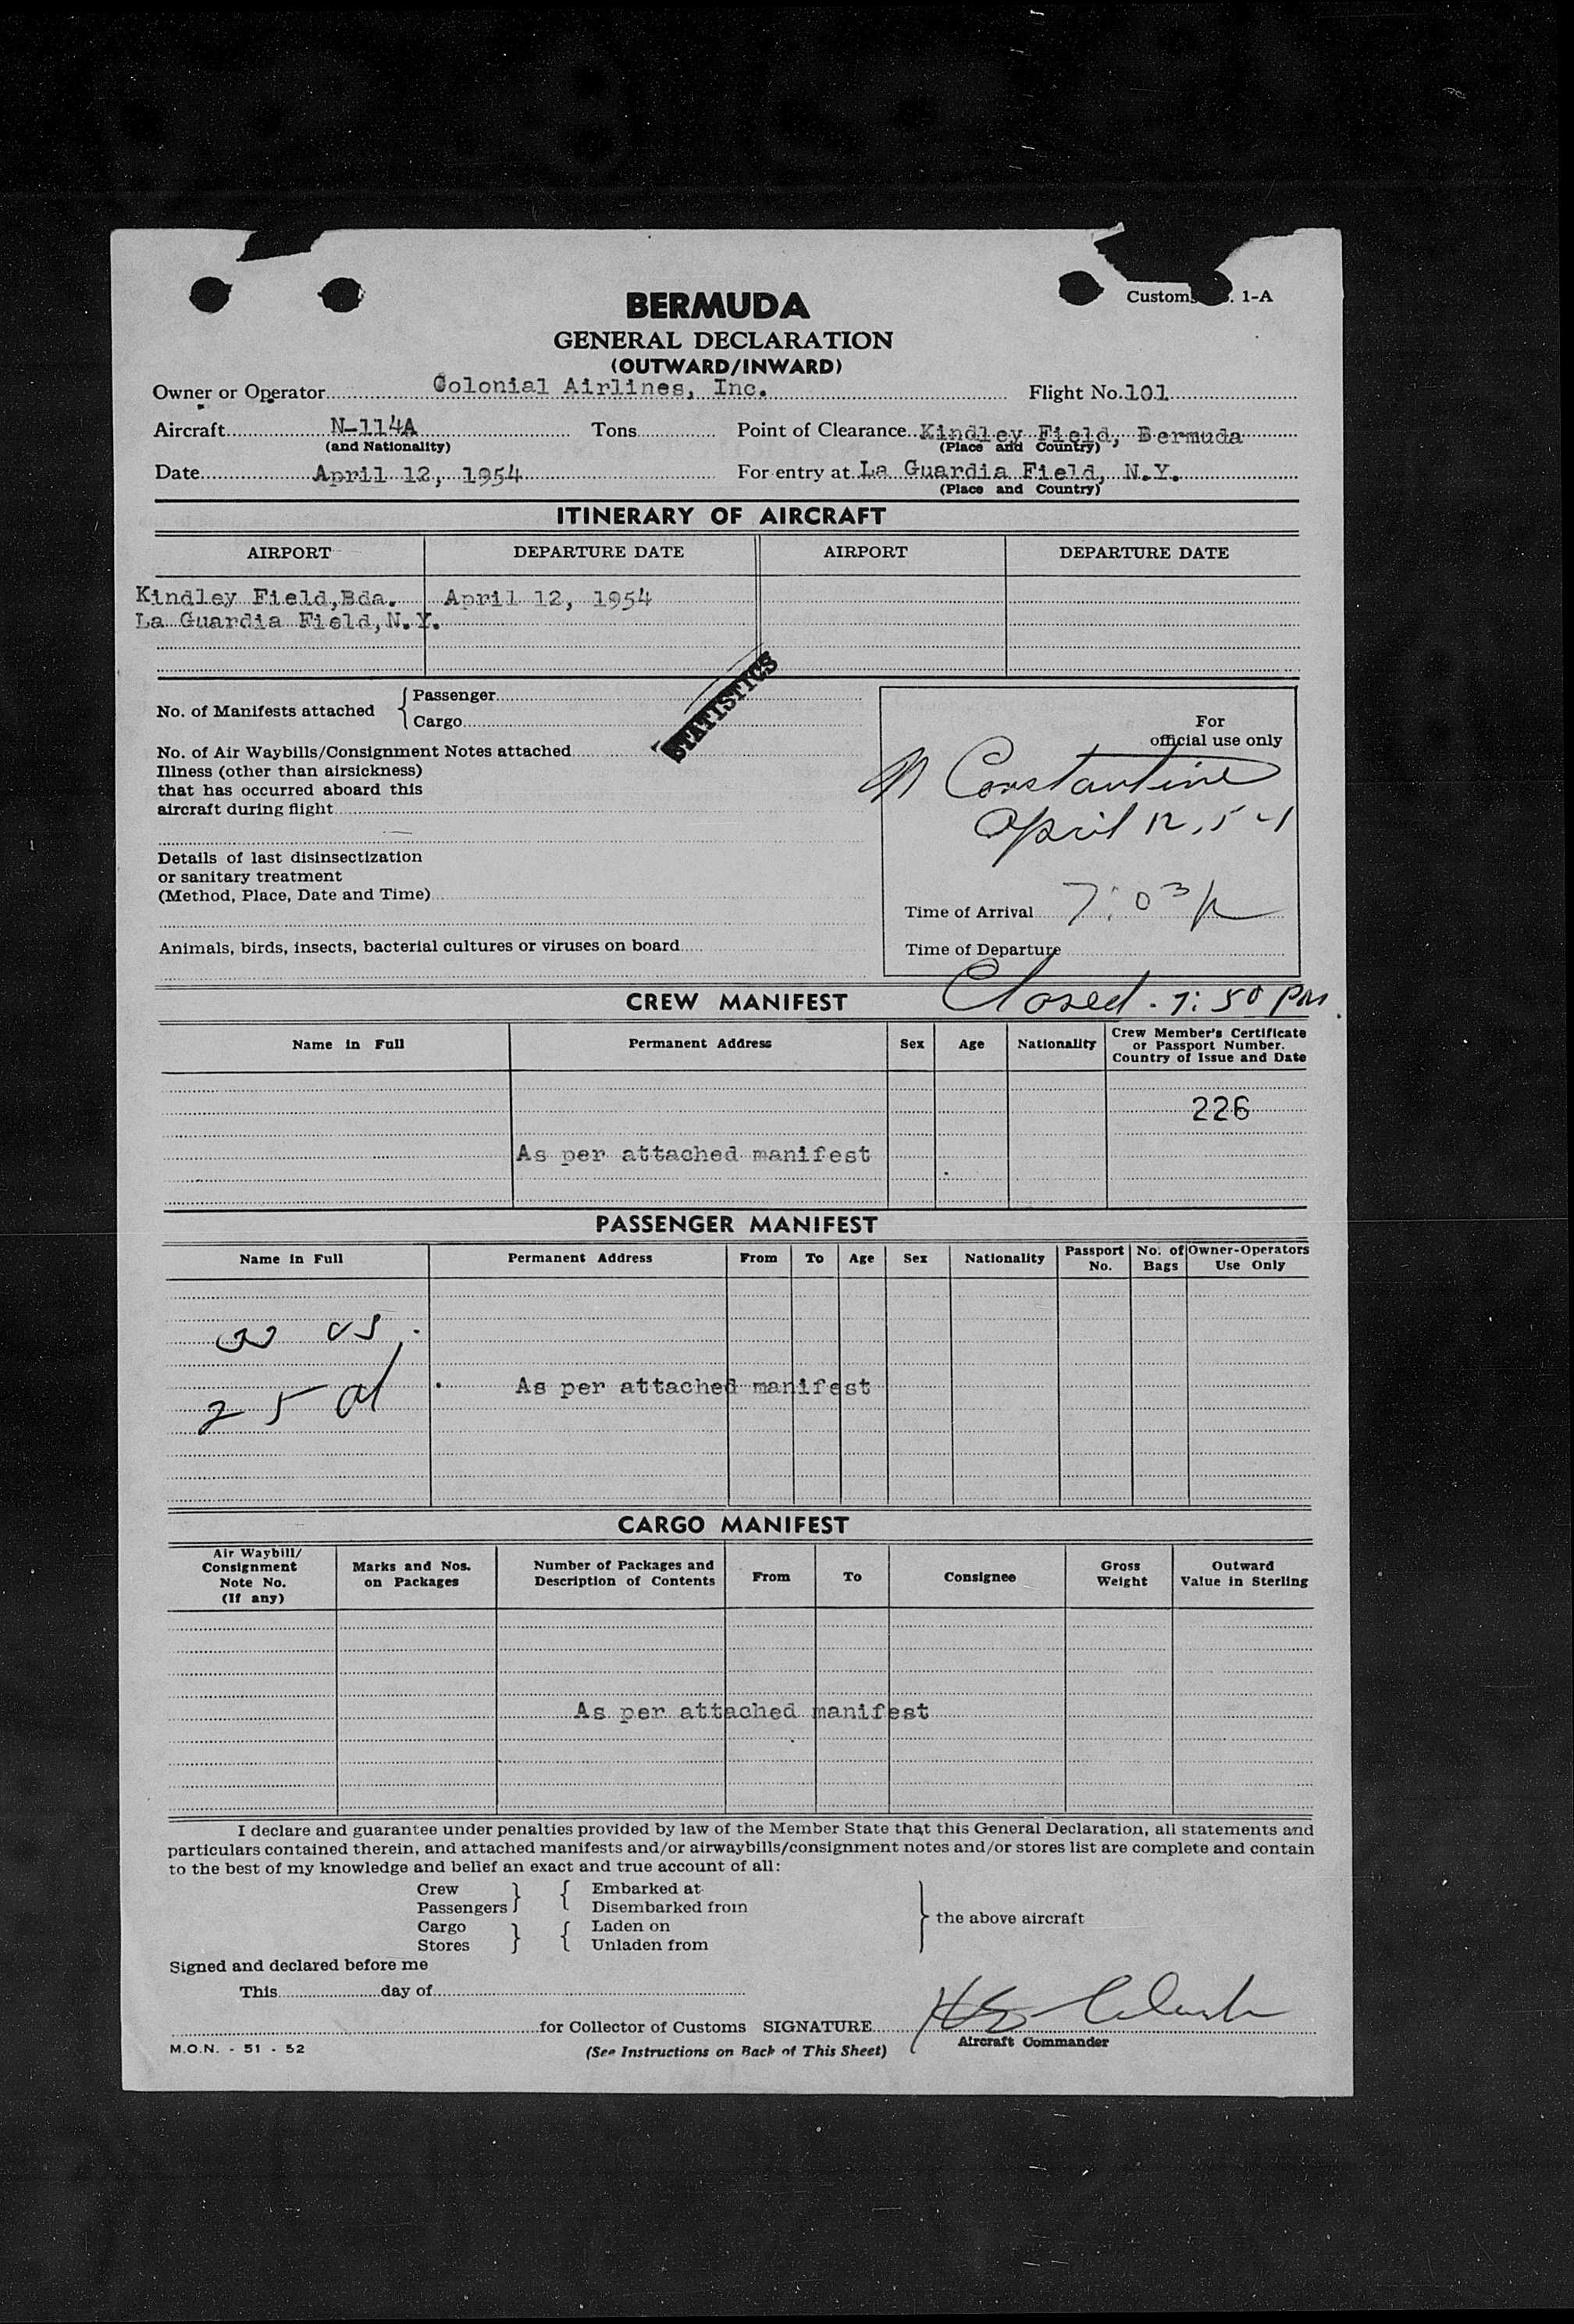 Customs 1-A
BERMUDA
GENERAL DECLARATION
(OUTWARD/INWARD)
Owner or Operator Colonial Airlines, Inc. Flight No. 101
Aircraft N-114A Tons Point of Clearance Kindley Field, Bermuda
(and Nationality) (Place and Country)
Date April 12, 1954 For entry at La Guardia Field, N.Y.
(Place and Country)
ITINERARY OF AIRCRAFT
AIRPORT DEPARTURE DATE AIRPORT DEPARTURE DATE
Kindley Field,Bda. April 12, 1954
La Guardia Field,N.Y.
STATISTICS
No. of Manifests attached { Passenger
Cargo
No. of Air Waybills/Consignment Notes attached
Illness (other than airsickness)
that has occurred aboard this
aircraft during flight
Details of last disinsectization
or sanitary treatment
(Method, Place, Date and Time)
Animals, birds, insects, bacterial cultures or viruses on board
For
official use only
Constantine
April 12, 54
Time of Arrival 7:03p
Time of Departure
Closed - 7:50 PM
CREW MANIFEST
Name in Full Permanent Address Sex Age Nationality Crew Member's Certificate
or Passport Number.
Country of Issue and Date
226
As per attached manifest
PASSENGER MANIFEST
Name in Full Permanent Address From To Age Sex Nationality Passport No. No. of Bags Owner-Operators Use Only
US
25 al
As per attached manifest
CARGO MANIFEST
Air Waybill/ Consignment Note No. (If any) Marks and Nos. on Packages Number of Packages and Description of Contents From To Consignee Gross Weight Outward Value in Sterling
As per attached manifest
I declare and guarantee under penalties provided by law of the Member State that this General Declaration, all statements and
particulars contained therein, and attached manifests and/or airwaybills/consignment notes and/or stores list are complete and contain
to the best of my knowledge and belief an exact and true account of all:
Crew } { Embarked at
Passengers Disembarked from
} the above aircraft
Cargo } { Laden on
Stores Unladen from
Signed and declared before me
This day of
for Collector of Customs SIGNATURE
M.O.N. - 51 - 52 (See Instructions on Back of This Sheet) Aircraft Commander